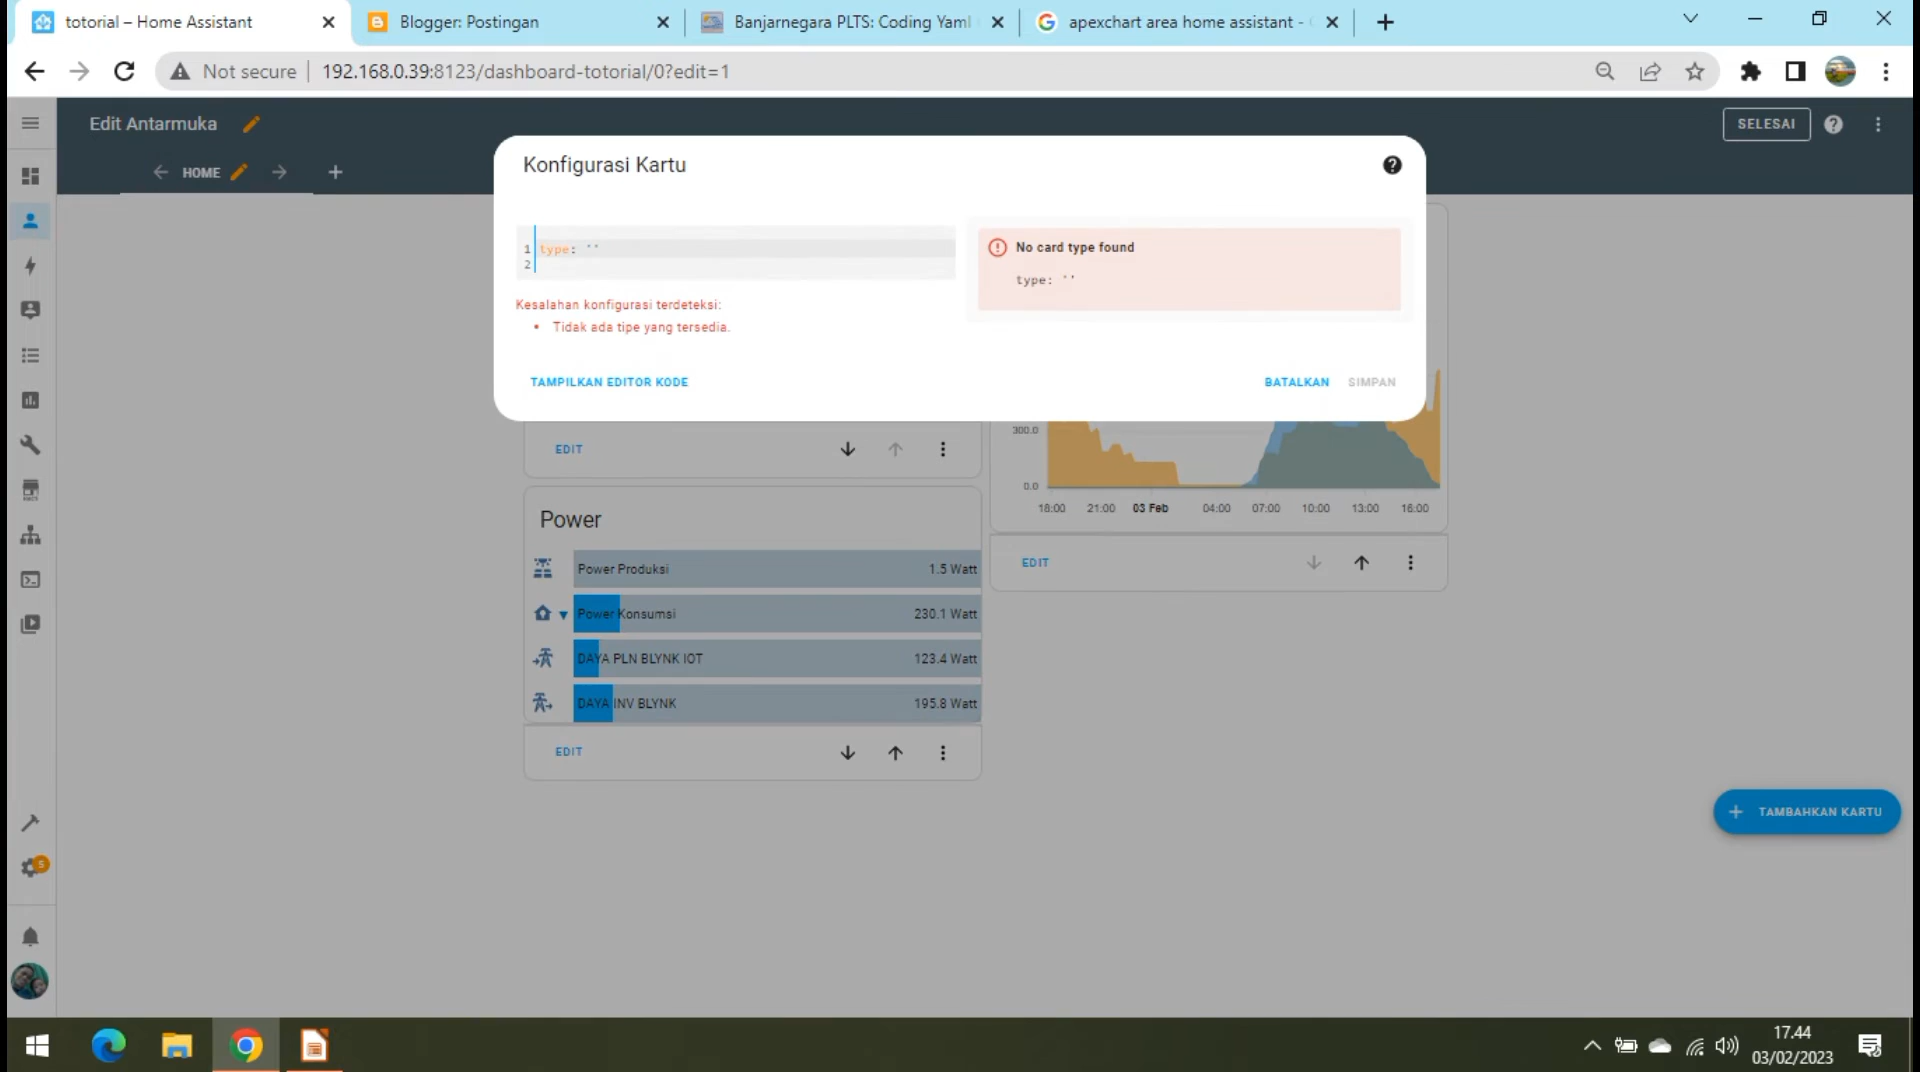 totorial – Home Assistant
Blogger: Postingan
Banjarnegara PLTS: Coding Yaml
apexchart area home assistant -
Not secure
192.168.0.39:8123/dashboard-totorial/0?edit=1
Edit Antarmuka
SELESAI
HOME
Konfigurasi Kartu
1 type: ''
2
No card type found
type: ''
Kesalahan konfigurasi terdeteksi:
• Tidak ada tipe yang tersedia.
TAMPILKAN EDITOR KODE
BATALKAN
SIMPAN
300.0
0.0
18:00 21:00 03 Feb 04:00 07:00 10:00 13:00 16:00
EDIT
Power
Power Produksi 1.5 Watt
Power Konsumsi 230.1 Watt
DAYA PLN BLYNK IOT 123.4 Watt
DAYA INV BLYNK 195.8 Watt
EDIT
EDIT
TAMBAHKAN KARTU
5
17.44
03/02/2023